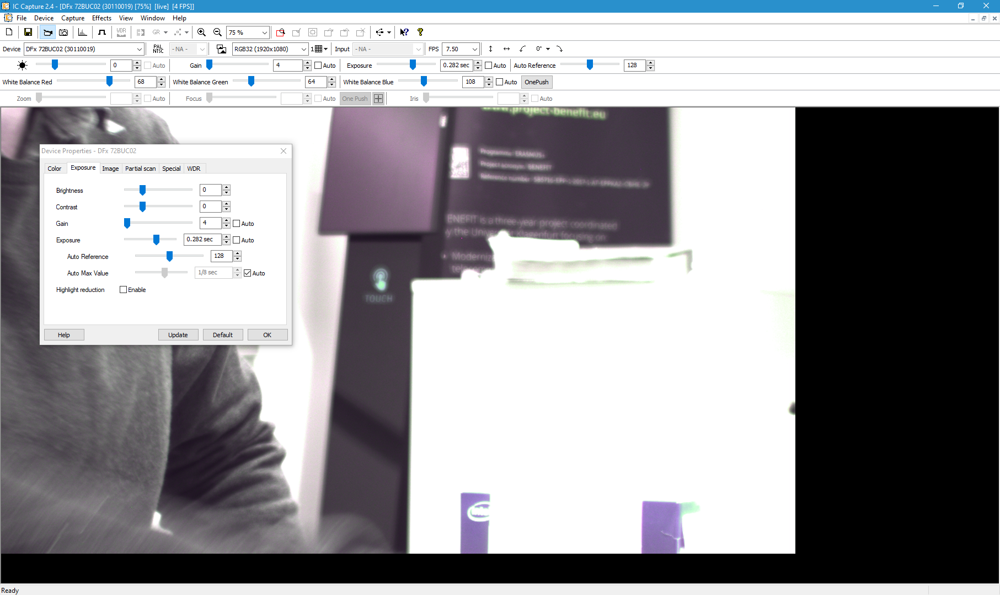 IC Capture 2.4 - [DFx 72BUC02 (30110019) [75%]  [live]  [4 FPS]]
File Device Capture Effects View Window Help
WDR GR 75 %
Device DFx 72BUC02 (30110019) PAL NTSC - NA - RGB32 (1920x1080) 1 Input - NA - FPS 7.50 0°
0 Auto Gain 4 Auto Exposure 0.282 sec Auto Auto Reference 128
White Balance Red 68 White Balance Green 64 White Balance Blue 108 Auto OnePush
Zoom Auto Focus Auto One Push Iris Auto
www.project-benefit.eu
Programme: ERASMUS+
Project acronym: BENEFIT
Reference number:
BENEFIT is a three-year project coordinated
by the University Klagenfurt focusing on:
TOUCH
Device Properties - DFx 72BUC02
Color Exposure Image Partial scan Special WDR
Brightness 0
Contrast 0
Gain 4 Auto
Exposure 0.282 sec Auto
Auto Reference 128
Auto Max Value 1/8 sec Auto
Highlight reduction Enable
Help Update Default OK
Ready